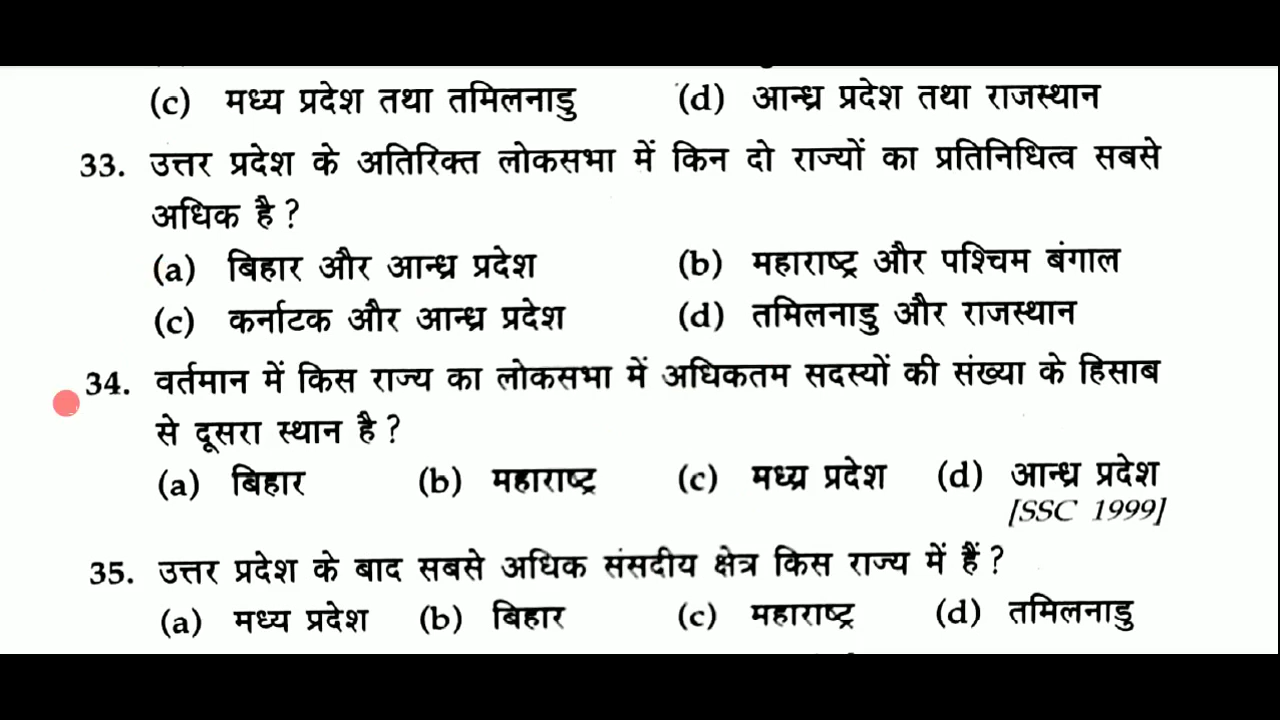 (c) मध्य प्रदेश तथा तमिलनाडु (d) आन्ध्र प्रदेश तथा राजस्थान
33. उत्तर प्रदेश के अतिरिक्त लोकसभा में किन दो राज्यों का प्रतिनिधित्व सबसे
अधिक है ?
(a) बिहार और आन्ध्र प्रदेश (b) महाराष्ट्र और पश्चिम बंगाल
(c) कर्नाटक और आन्ध्र प्रदेश (d) तमिलनाडु और राजस्थान
34. वर्तमान में किस राज्य का लोकसभा में अधिकतम सदस्यों की संख्या के हिसाब
से दूसरा स्थान है ?
(a) बिहार (b) महाराष्ट्र (c) मध्य प्रदेश (d) आन्ध्र प्रदेश
[SSC 1999]
35. उत्तर प्रदेश के बाद सबसे अधिक संसदीय क्षेत्र किस राज्य में हैं ?
(a) मध्य प्रदेश (b) बिहार (c) महाराष्ट्र (d) तमिलनाडु